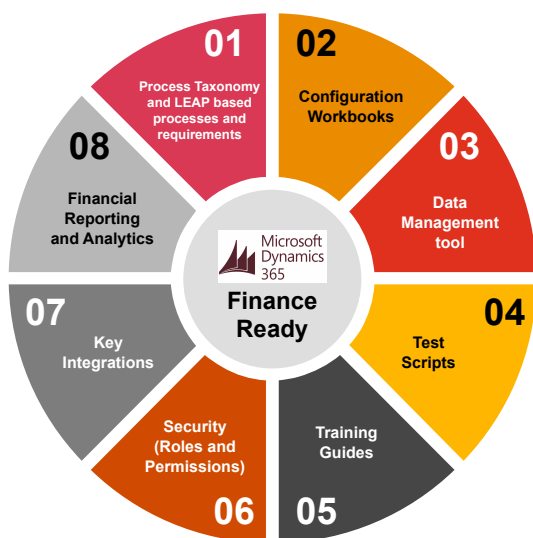 01
Process Taxonomy
and LEAP based
processes and
requirements
02
Configuration
Workbooks
03
Data
Management
tool
04
Test
Scripts
05
Training
Guides
06
Security
(Roles and
Permissions)
07
Key
Integrations
08
Financial
Reporting
and Analytics
Microsoft
Dynamics
365
Finance
Ready